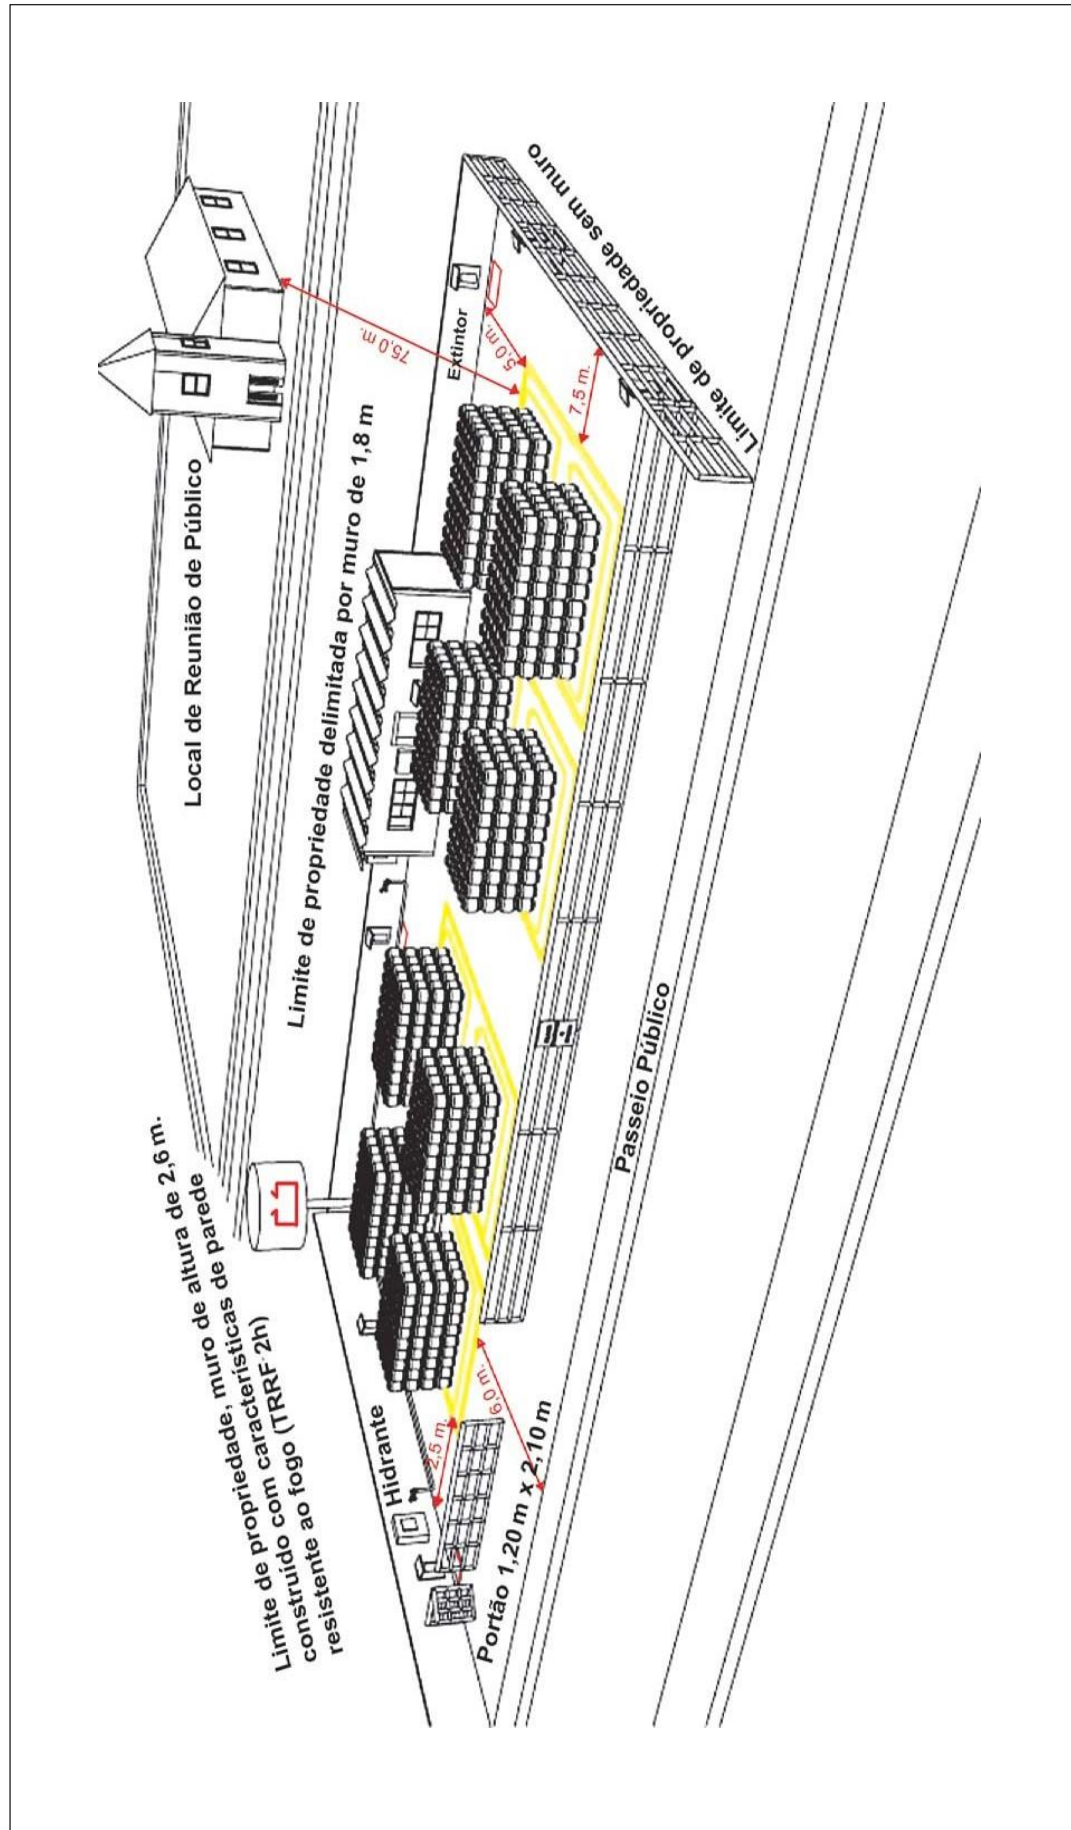 Local de Reunião de Público
75,0 m.
Limite de propriedade, muro de altura de 2,6 m.
construido com características de parede
resistente ao fogo (TRRF 2h)
Limite de propriedade delimitada por muro de 1,8 m
Extintor
5,0 m.
7,5 m.
Limite de propriedade sem muro
Hidrante
2,5 m.
6,0 m.
Portão 1,20 m x 2,10 m
Passeio Público